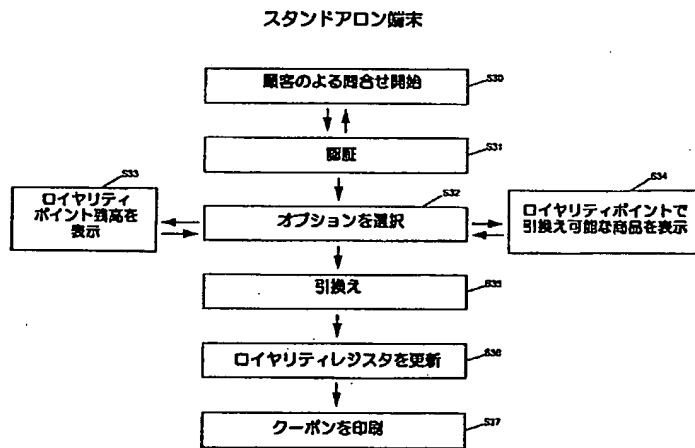 スタンドアロン端末
顧客のよる問合せ開始
S30
認証
S31
S33
ロイヤリティ
ポイント残高を
表示
オプションを選択
S32
S34
ロイヤリティポイントで
引換え可能な商品を表示
引換え
S35
ロイヤリティレジスタを更新
S36
クーポンを印刷
S37